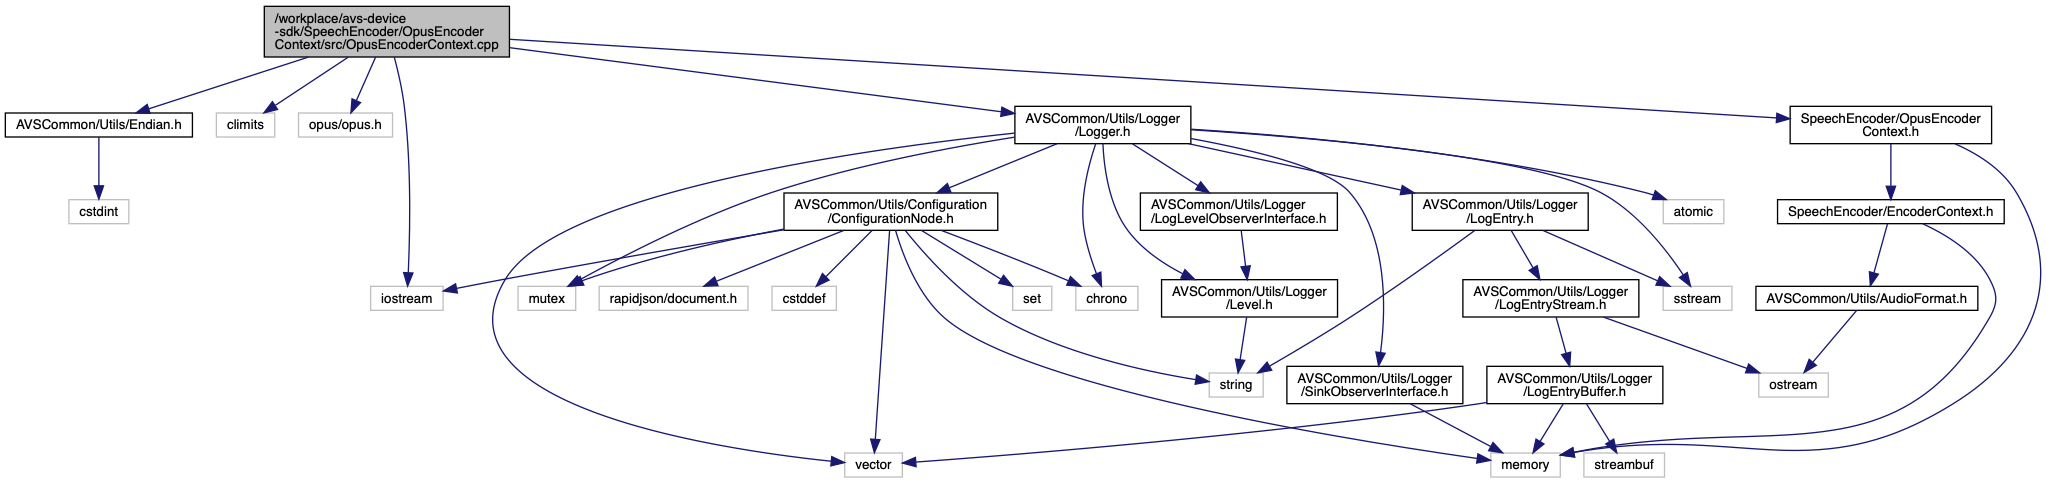 /workplace/avs-device
-sdk/SpeechEncoder/OpusEncoder
Context/src/OpusEncoderContext.cpp
AVSCommon/Utils/Endian.h
climits
opus/opus.h
AVSCommon/Utils/Logger
/Logger.h
SpeechEncoder/OpusEncoder
Context.h
cstdint
AVSCommon/Utils/Configuration
/ConfigurationNode.h
AVSCommon/Utils/Logger
/LogLevelObserverInterface.h
AVSCommon/Utils/Logger
/LogEntry.h
atomic
SpeechEncoder/EncoderContext.h
iostream
mutex
rapidjson/document.h
cstddef
set
chrono
AVSCommon/Utils/Logger
/Level.h
AVSCommon/Utils/Logger
/LogEntryStream.h
sstream
AVSCommon/Utils/AudioFormat.h
string
AVSCommon/Utils/Logger
/SinkObserverInterface.h
AVSCommon/Utils/Logger
/LogEntryBuffer.h
ostream
vector
memory
streambuf